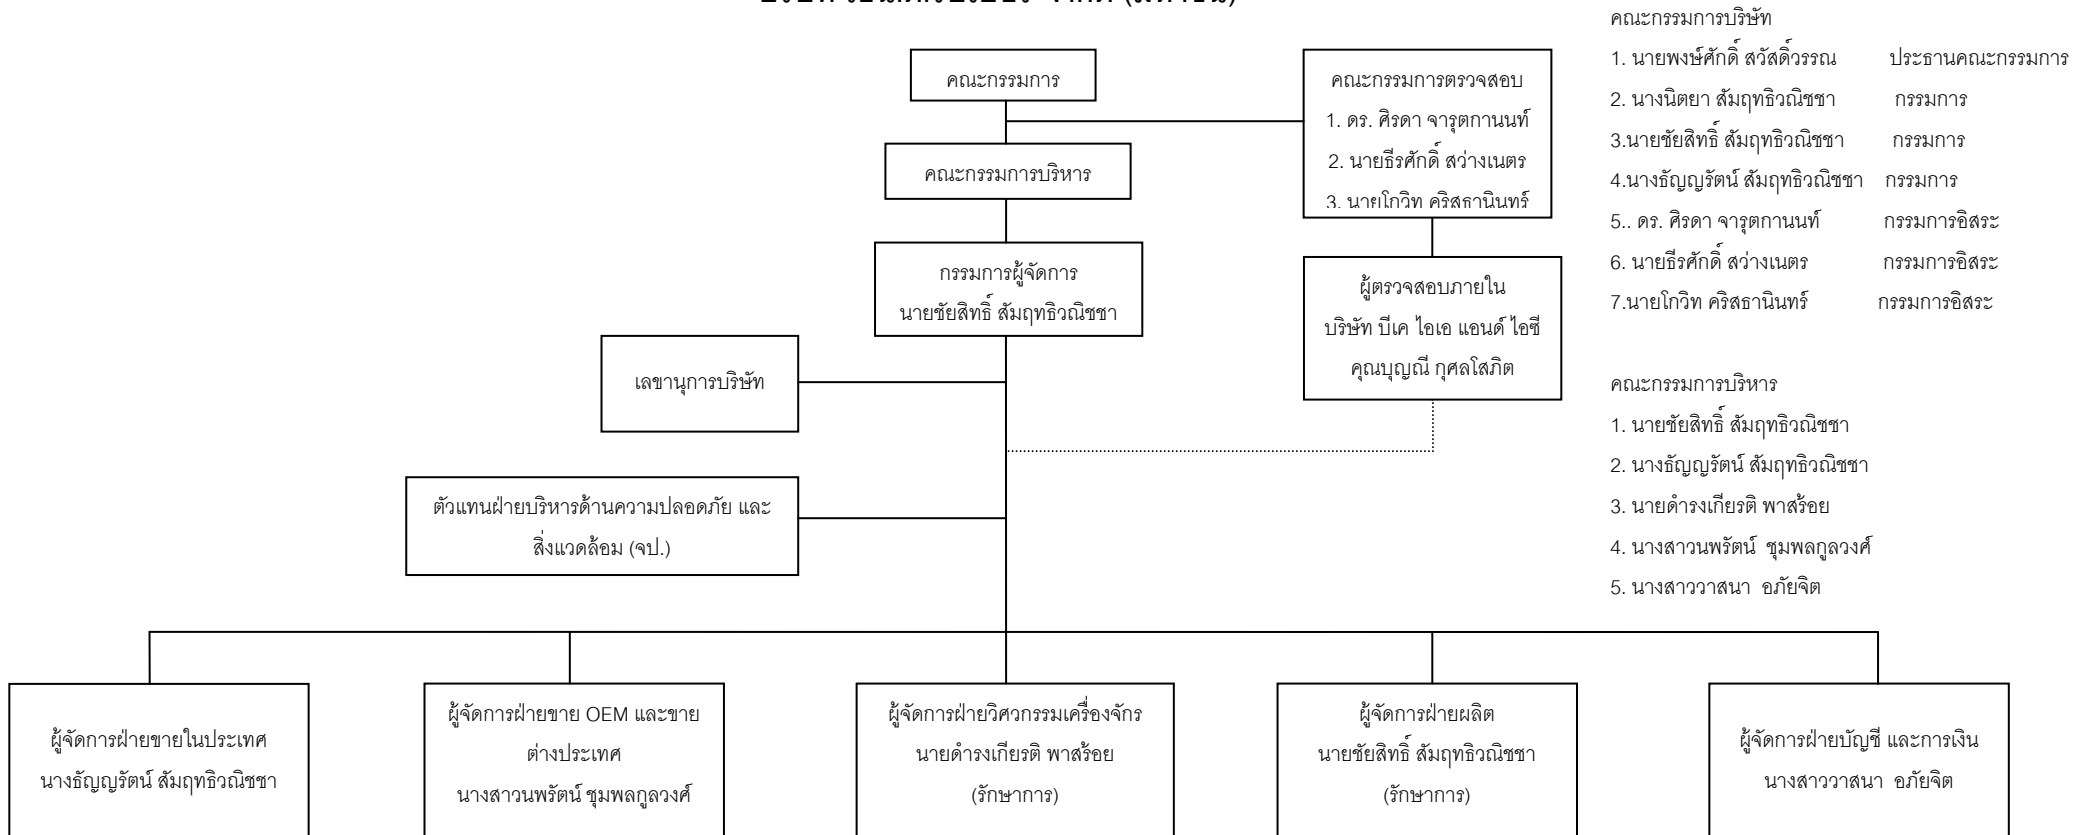 คณะกรรมการ
คณะกรรมการบริหาร
กรรมการผู้จัดการ
นายชัยสิทธิ์ สัมฤทธิวณิชชา
คณะกรรมการตรวจสอบ
1. ดร. ศิรดา จารุตกานนท์
2. นายธีรศักดิ์ สว่างเนตร
3. นายโกวิท คริสธานินทร์
ผู้ตรวจสอบภายใน
บริษัท บีเค ไอเอ แอนด์ ไอซี
คุณบุญณี กุศลโสภิต
เลขานุการบริษัท
ตัวแทนฝ่ายบริหารด้านความปลอดภัย และ
สิ่งแวดล้อม (จป.)
คณะกรรมการบริษัท
1. นายพงษ์ศักดิ์ สวัสดิ์วรรณ ประธานคณะกรรมการ
2. นางนิตยา สัมฤทธิวณิชชา กรรมการ
3.นายชัยสิทธิ์ สัมฤทธิวณิชชา กรรมการ
4.นางธัญญรัตน์ สัมฤทธิวณิชชา กรรมการ
5.. ดร. ศิรดา จารุตกานนท์ กรรมการอิสระ
6. นายธีรศักดิ์ สว่างเนตร กรรมการอิสระ
7.นายโกวิท คริสธานินทร์ กรรมการอิสระ
คณะกรรมการบริหาร
1. นายชัยสิทธิ์ สัมฤทธิวณิชชา
2. นางธัญญรัตน์ สัมฤทธิวณิชชา
3. นายดำรงเกียรติ พาสร้อย
4. นางสาวนพรัตน์ ชุมพลกูลวงศ์
5. นางสาววาสนา อภัยจิต
ผู้จัดการฝ่ายขายในประเทศ
นางธัญญรัตน์ สัมฤทธิวณิชชา
ผู้จัดการฝ่ายขาย OEM และขาย
ต่างประเทศ
นางสาวนพรัตน์ ชุมพลกูลวงศ์
ผู้จัดการฝ่ายวิศวกรรมเครื่องจักร
นายดำรงเกียรติ พาสร้อย
(รักษาการ)
ผู้จัดการฝ่ายผลิต
นายชัยสิทธิ์ สัมฤทธิวณิชชา
(รักษาการ)
ผู้จัดการฝ่ายบัญชี และการเงิน
นางสาววาสนา อภัยจิต